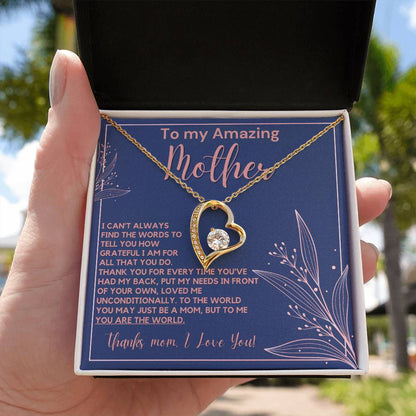 To my Amazing
Mother
I CAN'T ALWAYS
FIND THE WORDS TO
TELL YOU HOW
GRATEFUL I AM FOR
ALL THAT YOU DO.
THANK YOU FOR EVERY TIME YOU'VE
HAD MY BACK, PUT MY NEEDS IN FRONT
OF YOUR OWN, LOVED ME
UNCONDITIONALLY. TO THE WORLD
YOU MAY JUST BE A MOM, BUT TO ME
YOU ARE THE WORLD.
Thanks mom, I Love You!